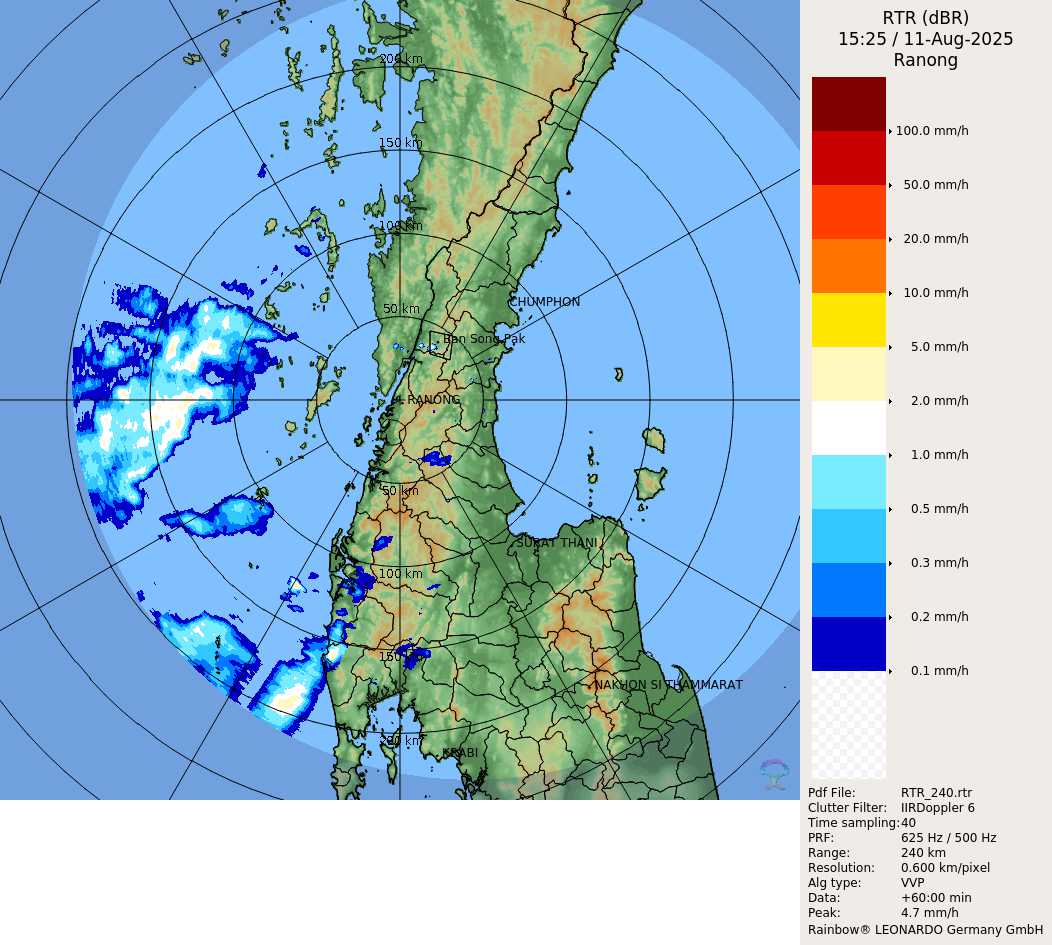 RTR (dBR)
15:25 / 11-Aug-2025
Ranong
200 km
150 km
100 km
50 km
CHUMPHON
Ban Song Pak
RANONG
50 km
SURAT THANI
100 km
150 km
NAKHON SI THAMMARAT
200 km
KRABI
100.0 mm/h
50.0 mm/h
20.0 mm/h
10.0 mm/h
5.0 mm/h
2.0 mm/h
1.0 mm/h
0.5 mm/h
0.3 mm/h
0.2 mm/h
0.1 mm/h
Pdf File: RTR_240.rtr
Clutter Filter: IIRDoppler 6
Time sampling: 40
PRF: 625 Hz / 500 Hz
Range: 240 km
Resolution: 0.600 km/pixel
Alg type: VVP
Data: +60:00 min
Peak: 4.7 mm/h
Rainbow® LEONARDO Germany GmbH